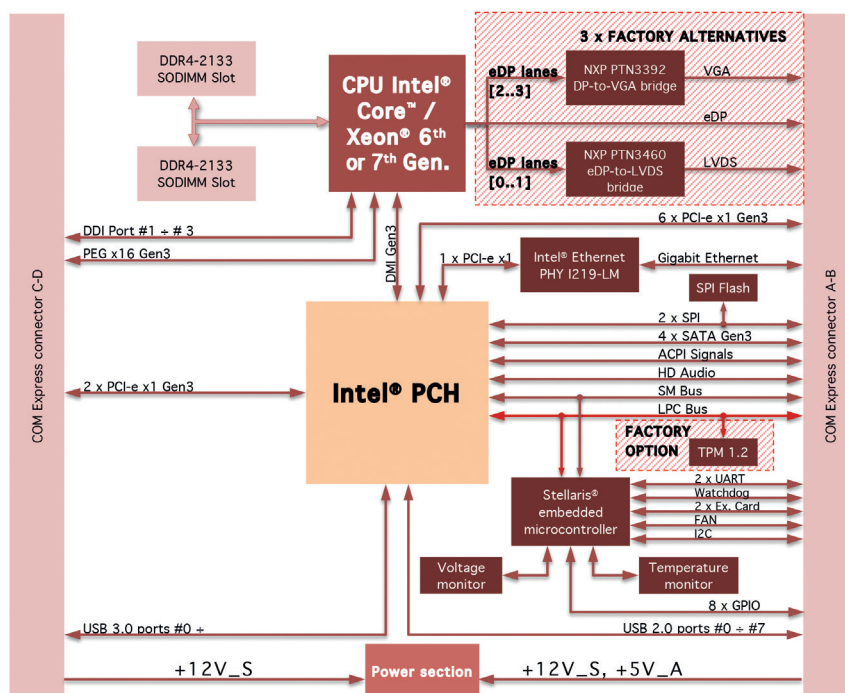 3 x FACTORY ALTERNATIVES
DDR4-2133
SODIMM Slot
DDR4-2133
SODIMM Slot
CPU Intel®
Core™ /
Xeon® 6th
or 7th Gen.
eDP lanes
[2..3]
NXP PTN3392
DP-to-VGA bridge
VGA
eDP
eDP lanes
[0..1]
NXP PTN3460
eDP-to-LVDS
bridge
LVDS
COM Express connector C-D
COM Express connector A-B
DDI Port #1 ÷ # 3
PEG x16 Gen3
DMI Gen3
6 x PCI-e x1 Gen3
1 x PCI-e x1
Intel® Ethernet
PHY I219-LM
Gigabit Ethernet
SPI Flash
2 x SPI
4 x SATA Gen3
ACPI Signals
HD Audio
SM Bus
LPC Bus
2 x PCI-e x1 Gen3
Intel® PCH
FACTORY
OPTION
TPM 1.2
Stellaris®
embedded
microcontroller
2 x UART
Watchdog
2 x Ex. Card
FAN
I2C
Voltage
monitor
Temperature
monitor
8 x GPIO
USB 3.0 ports #0 ÷
USB 2.0 ports #0 ÷ #7
+12V_S
Power section
+12V_S, +5V_A